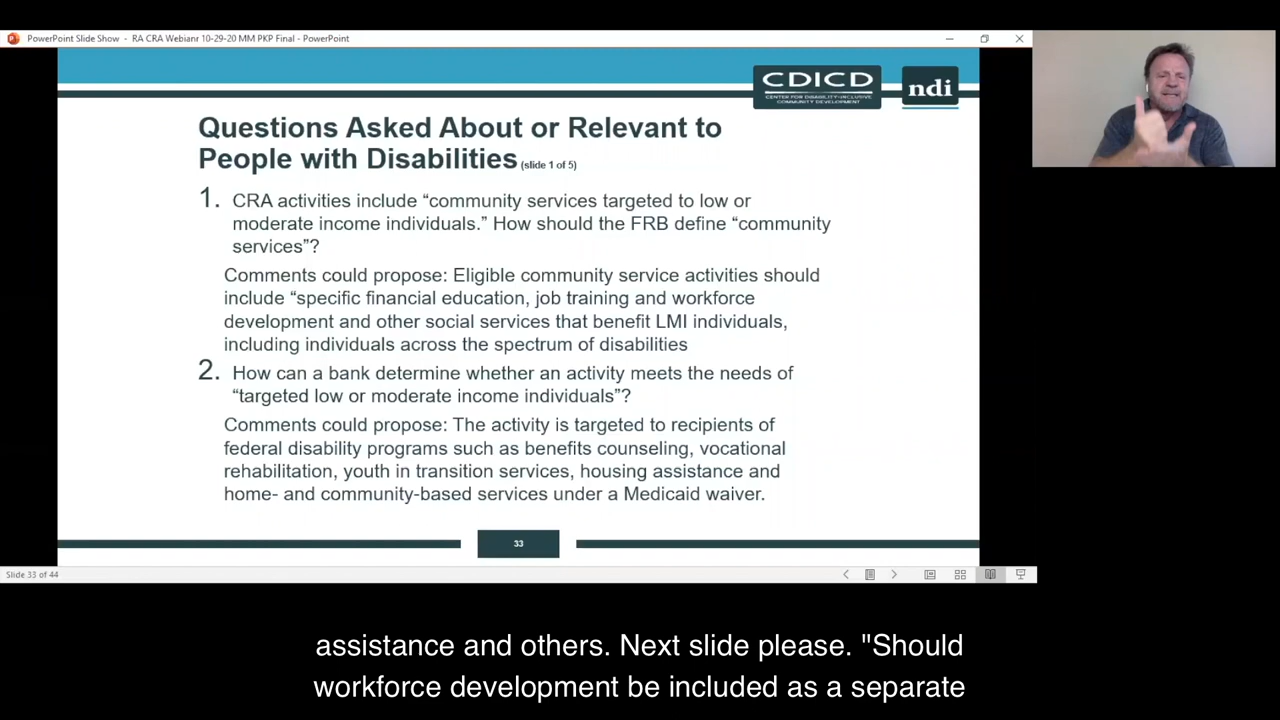 PowerPoint Slide Show - RA CRA Webianr 10-29-20 MM PKP Final - PowerPoint
CDICD
CENTER FOR DISABILITY-INCLUSIVE
COMMUNITY DEVELOPMENT
ndi
Questions Asked About or Relevant to
People with Disabilities (slide 1 of 5)
1. CRA activities include “community services targeted to low or
moderate income individuals.” How should the FRB define “community
services”?
Comments could propose: Eligible community service activities should
include “specific financial education, job training and workforce
development and other social services that benefit LMI individuals,
including individuals across the spectrum of disabilities
2. How can a bank determine whether an activity meets the needs of
“targeted low or moderate income individuals”?
Comments could propose: The activity is targeted to recipients of
federal disability programs such as benefits counseling, vocational
rehabilitation, youth in transition services, housing assistance and
home- and community-based services under a Medicaid waiver.
33
Slide 33 of 44
assistance and others. Next slide please. "Should
workforce development be included as a separate